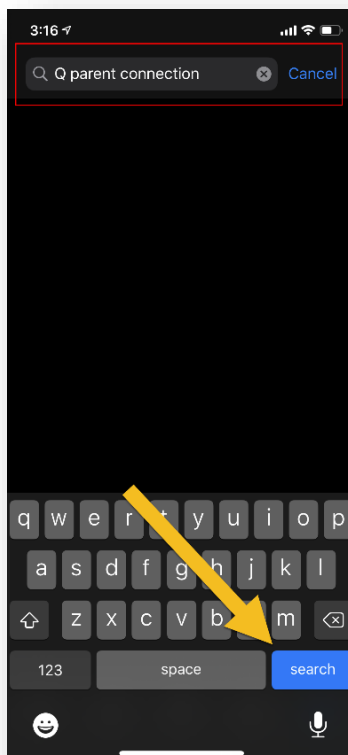 3:16
Q parent connection Cancel
q w e r t y u i o p
a s d f g h j k l
z x c v b m
123 space search